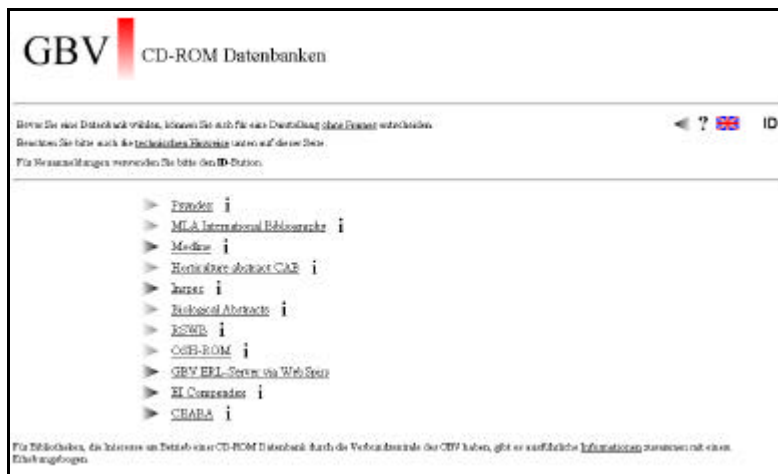 GBV CD-ROM Datenbanken
Bevor Sie eine Datenbank wählen, können Sie sich für eine Darstellung ohne Frames entscheiden.
Beachten Sie bitte auch die technischen Hinweise unten auf dieser Seite.
Für Neuanmeldungen verwenden Sie bitte den ID-Button.
? ID
i
MLA International Bibliography i
Medline i
Horticulture abstract CAB i
Inspec i
Biological Abstracts i
RSWB i
OSH-ROM i
GBV ERL-Server via WebSpirs
EI Compendex i
CEABA i
Für Bibliotheken, die Interesse am Betrieb einer CD-ROM Datenbank durch die Verbundzentrale der GBV haben, gibt es ausführliche Informationen zusammen mit einem
Erhebungsbogen.